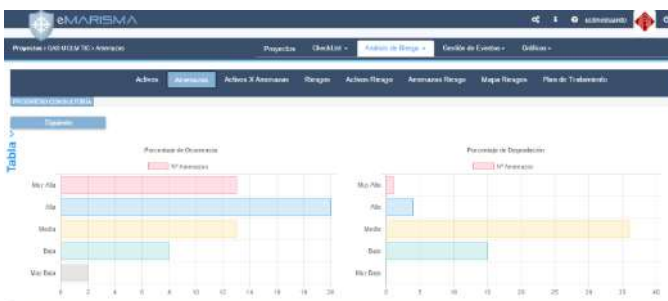 eMARISMA
Proyectos
CheckList
Análisis de Riesgo
Gestión de Eventos
Gráficos
Activos
Amenazas
Activos X Amenazas
Riesgos
Activos Riesgo
Amenazas Riesgo
Mapa Riesgos
Plan de Tratamiento
Siguiente
Tabla
Porcentaje de Ocurrencia
Nº Amenazas
Muy Alta
Alta
Media
Baja
Muy Baja
0 2 4 6 8 10 12 14 16 18 20
Porcentaje de Degradación
Nº Amenazas
Muy Alta
Alta
Media
Baja
Muy Baja
0 5 10 15 20 25 30 35 40